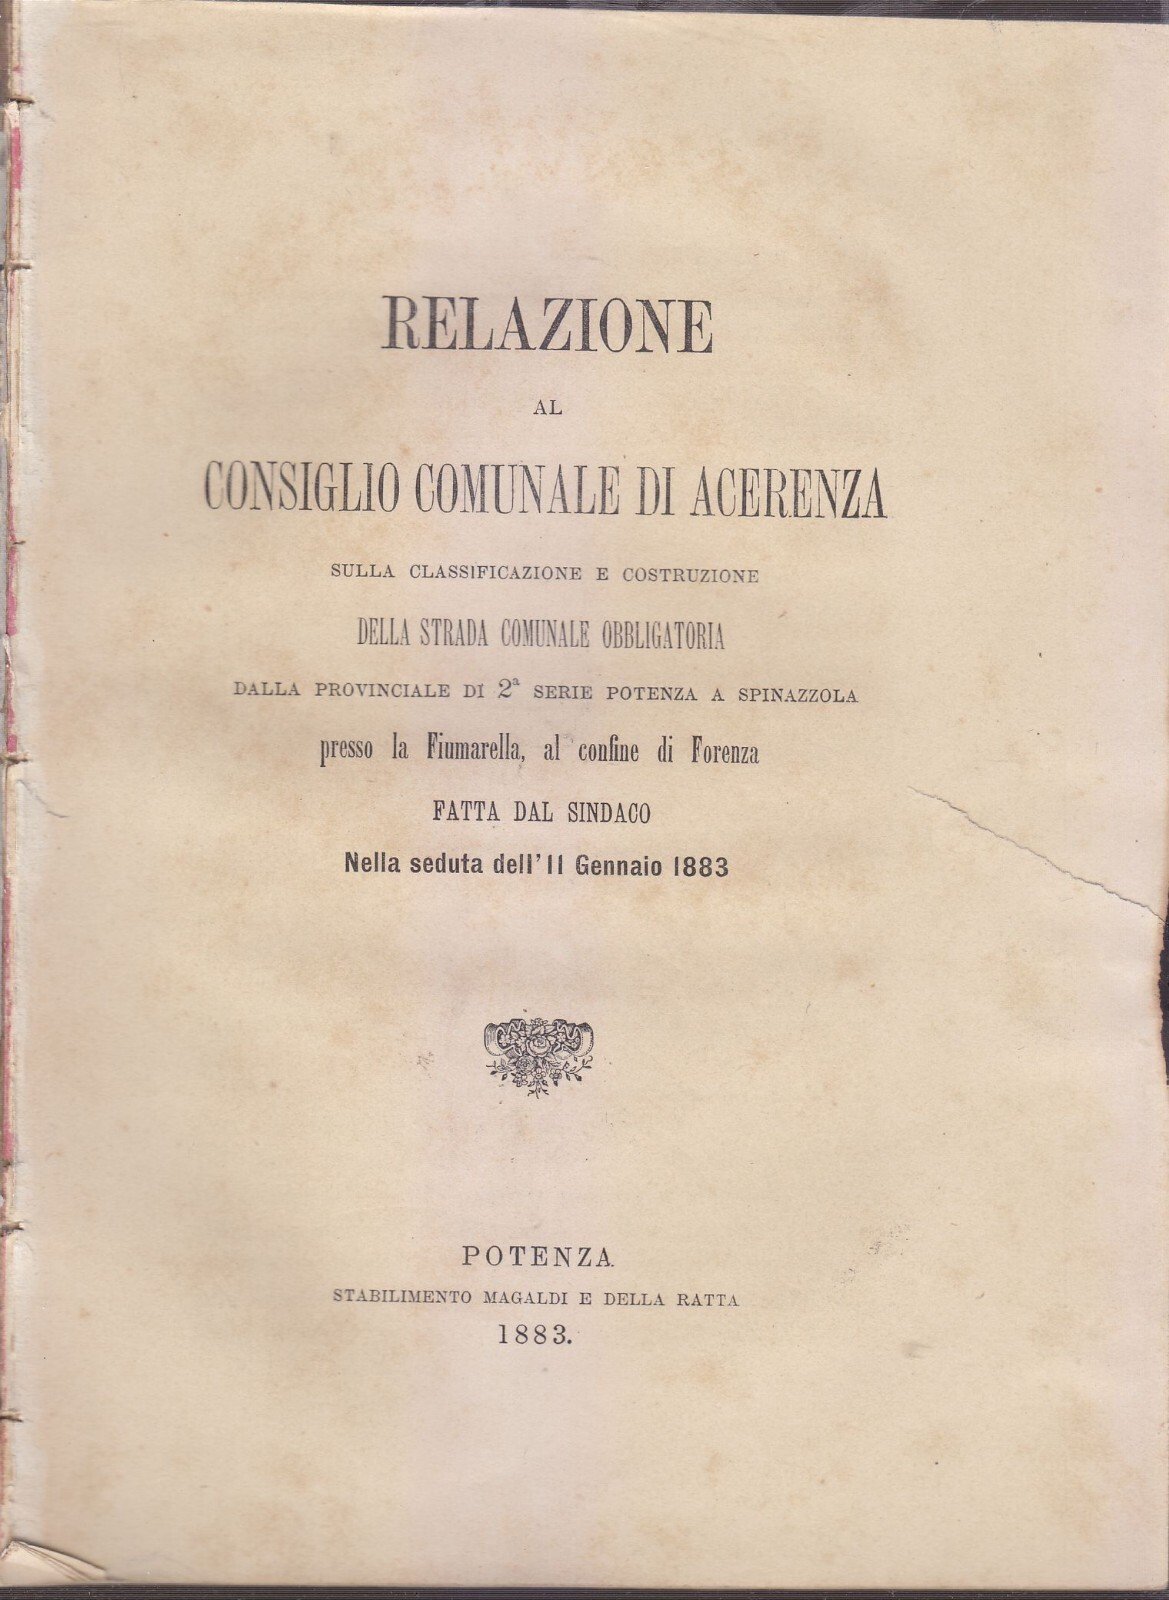 RELAZIONE
AL
CONSIGLIO COMUNALE DI ACERENZA
SULLA CLASSIFICAZIONE E COSTRUZIONE
DELLA STRADA COMUNALE OBBLIGATORIA
DALLA PROVINCIALE DI 2ª SERIE POTENZA A SPINAZZOLA
presso la Fiumarella, al confine di Forenza
FATTA DAL SINDACO
Nella seduta dell'11 Gennaio 1883
POTENZA
STABILIMENTO MAGALDI E DELLA RATTA
1883.